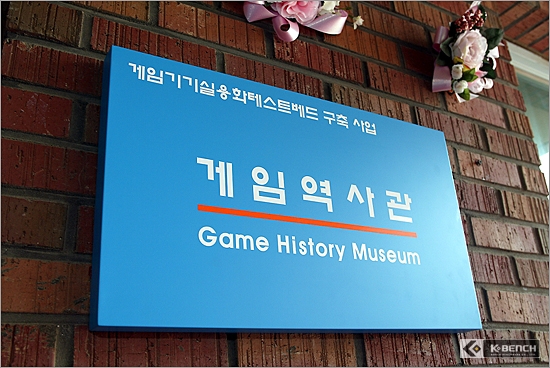 게임기기실용화테스트베드 구축 사업
게임역사관
Game History Museum
K-BENCH